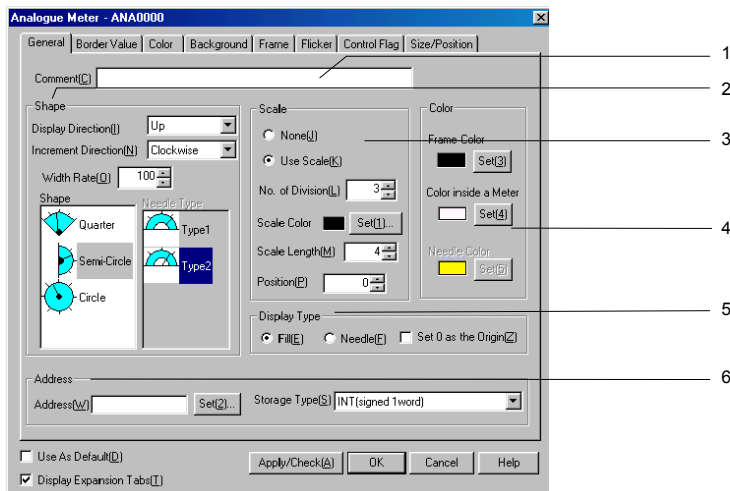 Analogue Meter - ANA0000
General Border Value Color Background Frame Flicker Control Flag Size/Position
Comment(C)
1
2
Shape
Display Direction(I) Up
Increment Direction(N) Clockwise
Width Rate(O) 100
Shape
Needle Type
Quarter
Semi-Circle
Circle
Type1
Type2
Scale
None(J)
Use Scale(K)
No. of Division(L) 3
Scale Color Set(1)...
Scale Length(M) 4
Position(P) 0
3
Color
Frame Color
Set(3)
Color inside a Meter
Set(4)
4
Needle Color
Set(5)
Display Type
5
Fill(E) Needle(F) Set 0 as the Origin(Z)
Address
6
Address(W) Set(2)... Storage Type(S) INT(signed 1word)
Use As Default(D)
Display Expansion Tabs(T)
Apply/Check(A) OK Cancel Help